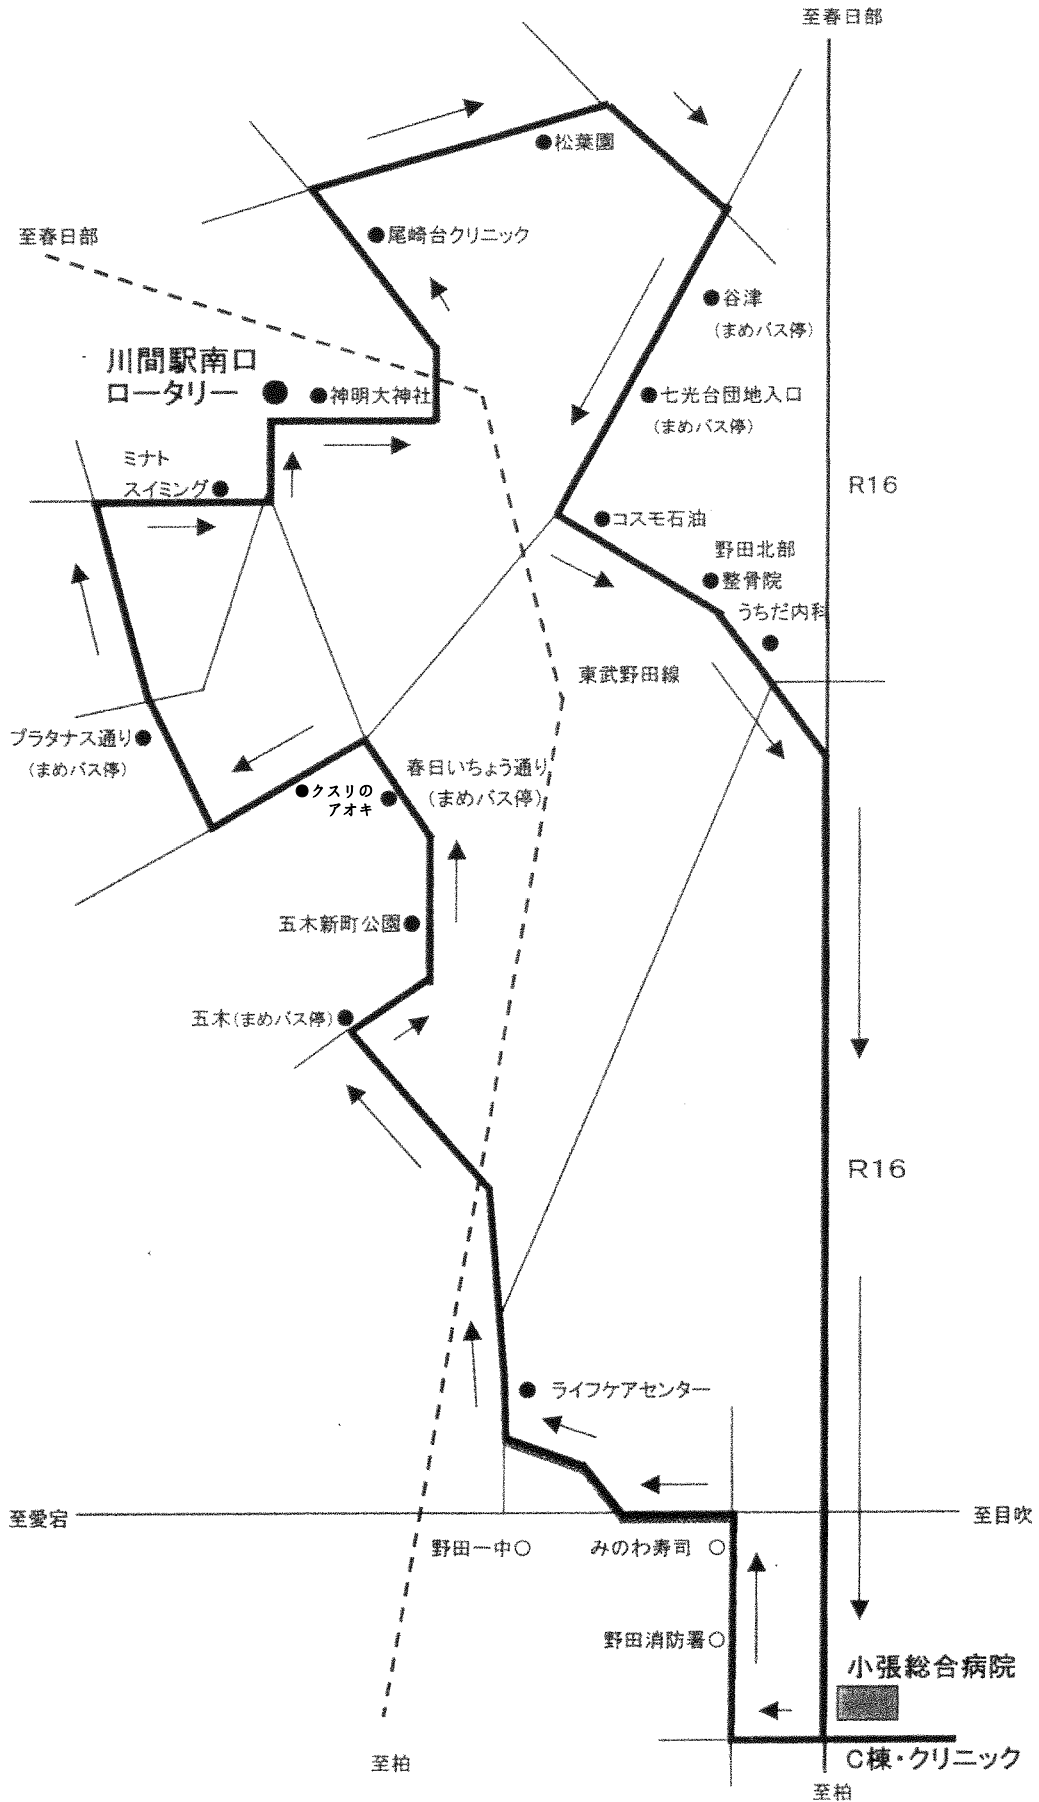 至春日部
松葉園
至春日部
尾崎台クリニック
谷津
(まめバス停)
川間駅南口
ロータリー
神明大神社
七光台団地入口
(まめバス停)
ミナト
スイミング
R16
コスモ石油
野田北部
整骨院
うちだ内科
東武野田線
プラタナス通り
(まめバス停)
春日いちょう通り
(まめバス停)
クスリの
アオキ
五木新町公園
五木(まめバス停)
R16
ライフケアセンター
至愛宕
至目吹
野田一中
みのわ寿司
野田消防署
小張総合病院
C棟・クリニック
至柏
至柏